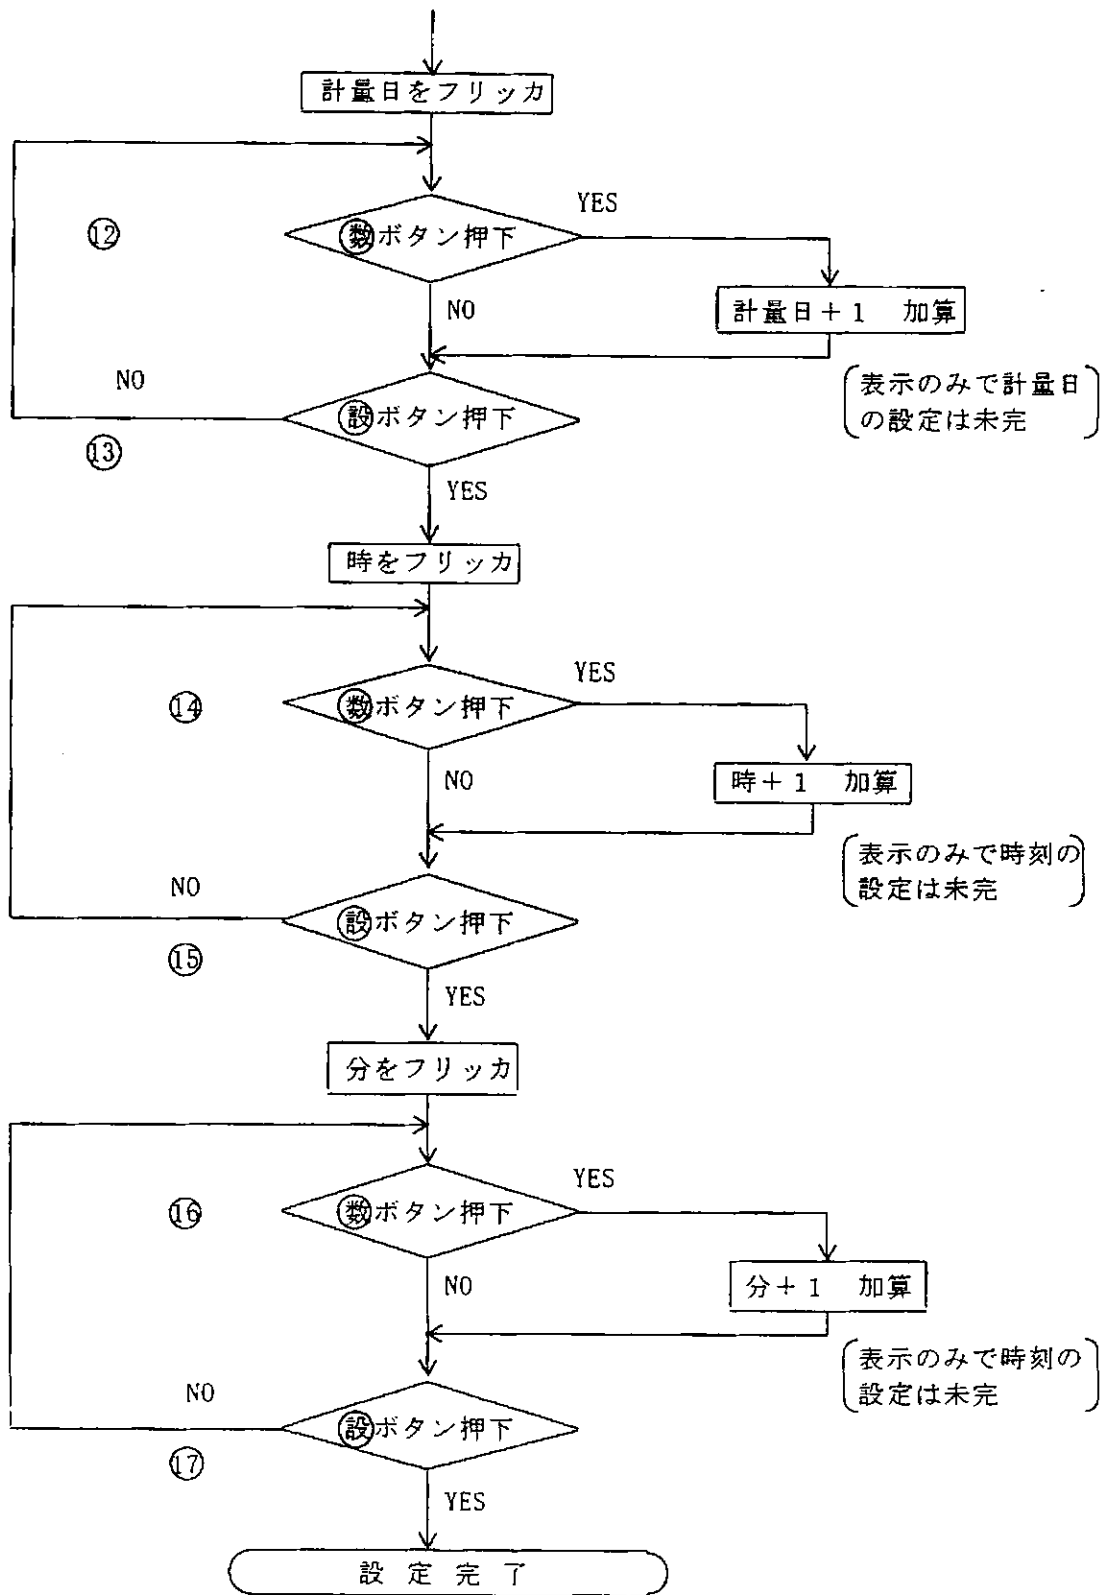 計量日をフリッカ
YES
⑫
数ボタン押下
NO
計量日+1 加算
表示のみで計量日
の設定は未完
NO
設ボタン押下
⑬
YES
時をフリッカ
YES
⑭
数ボタン押下
NO
時+1 加算
表示のみで時刻の
設定は未完
NO
設ボタン押下
⑮
YES
分をフリッカ
YES
⑯
数ボタン押下
NO
分+1 加算
表示のみで時刻の
設定は未完
NO
設ボタン押下
⑰
YES
設定完了